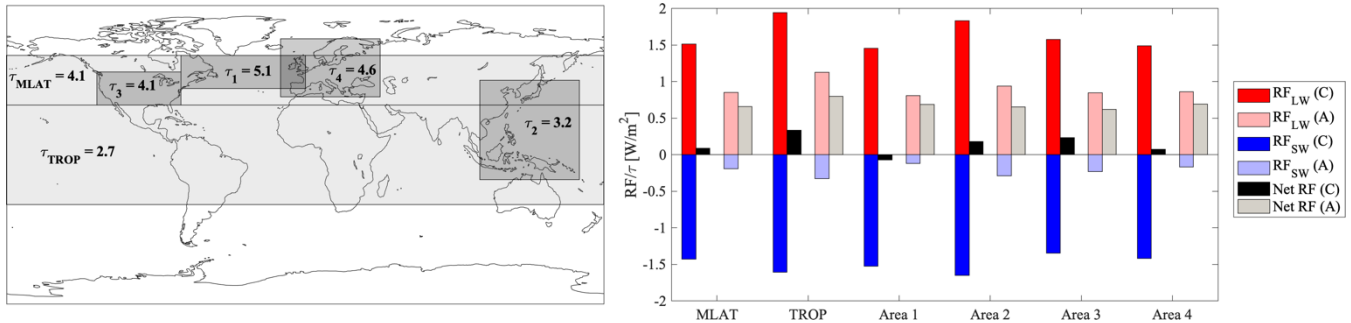 τMLAT = 4.1
τ3 = 4.1
τ1 = 5.1
τ4 = 4.6
τ2 = 3.2
τTROP = 2.7
RF/τ [W/m²]
2
1.5
1
0.5
0
-0.5
-1
-1.5
-2
MLAT TROP Area 1 Area 2 Area 3 Area 4
RFLW (C)
RFLW (A)
RFSW (C)
RFSW (A)
Net RF (C)
Net RF (A)